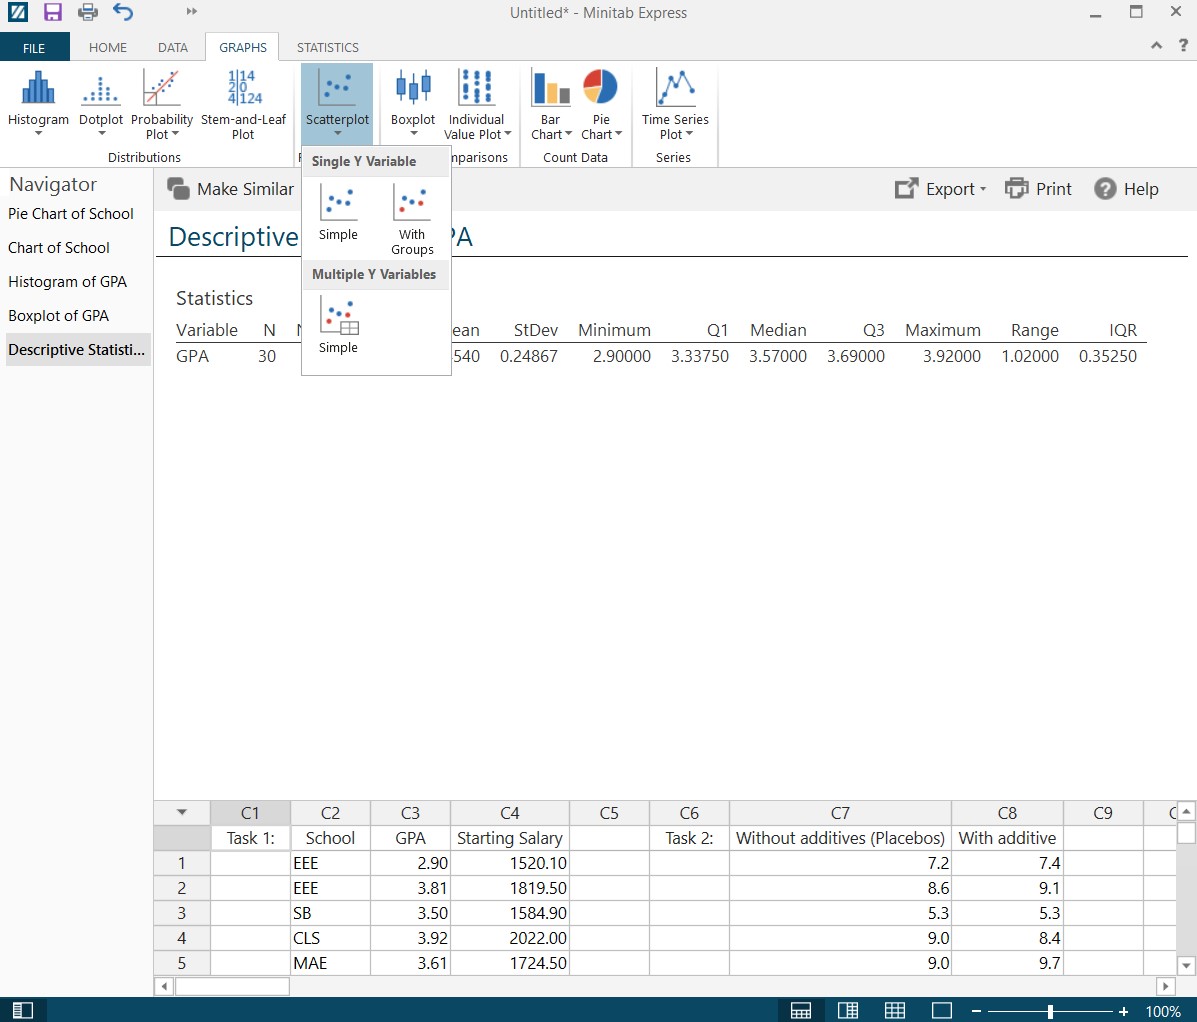 Untitled* - Minitab Express
FILE HOME DATA GRAPHS STATISTICS ?
Histogram Dotplot Probability Plot Stem-and-Leaf Plot Scatterplot Boxplot Individual Value Plot Bar Chart Pie Chart Time Series Plot
Distributions mparisons Count Data Series
Single Y Variable
Simple With Groups
Multiple Y Variables
Simple
Navigator
Pie Chart of School
Chart of School
Histogram of GPA
Boxplot of GPA
Descriptive Statisti...
Make Similar Export Print ? Help
Descriptive PA
Statistics
Variable N ean StDev Minimum Q1 Median Q3 Maximum Range IQR
GPA 30 540 0.24867 2.90000 3.33750 3.57000 3.69000 3.92000 1.02000 0.35250
C1 C2 C3 C4 C5 C6 C7 C8 C9
Task 1: School GPA Starting Salary Task 2: Without additives (Placebos) With additive
1 EEE 2.90 1520.10 7.2 7.4
2 EEE 3.81 1819.50 8.6 9.1
3 SB 3.50 1584.90 5.3 5.3
4 CLS 3.92 2022.00 9.0 8.4
5 MAE 3.61 1724.50 9.0 9.7
100%